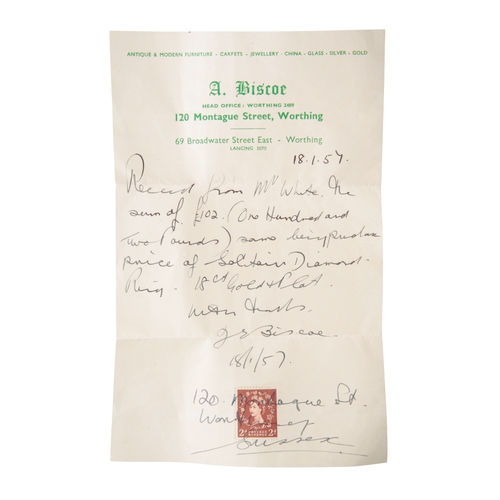 ANTIQUE & MODERN FURNITURE - CARPETS - JEWELLERY - CHINA - GLASS - SILVER - GOLD
A. Biscoe
HEAD OFFICE: WORTHING 2489
120 Montague Street, Worthing
69 Broadwater Street East - Worthing
LANCING 3070
18.1.57.
Received from Mr White. the
sum of £102. (One Hundred and
Two Pounds) same being purchase
price of Solitaire Diamond
Ring. 18ct Gold & Plat.
With thanks.
Biscoe.
18/1/57
120. Montague St.
Worthing
Sussex
2d 2d